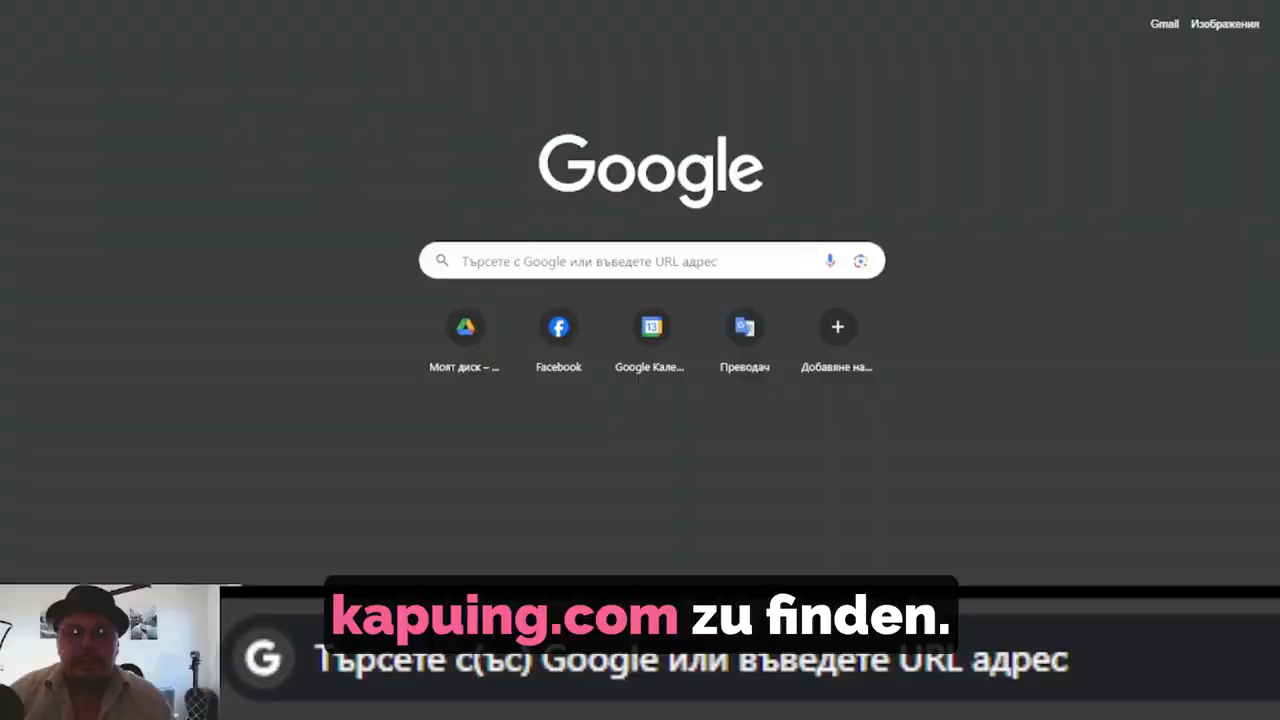 Gmail Изображения
Google
Търсете с Google или въведете URL адрес
13
Моят диск – ... Facebook Google Кале... Преводач Добавяне на...
kapuing.com zu finden.
G Търсете с(ъс) Google или въведете URL адрес